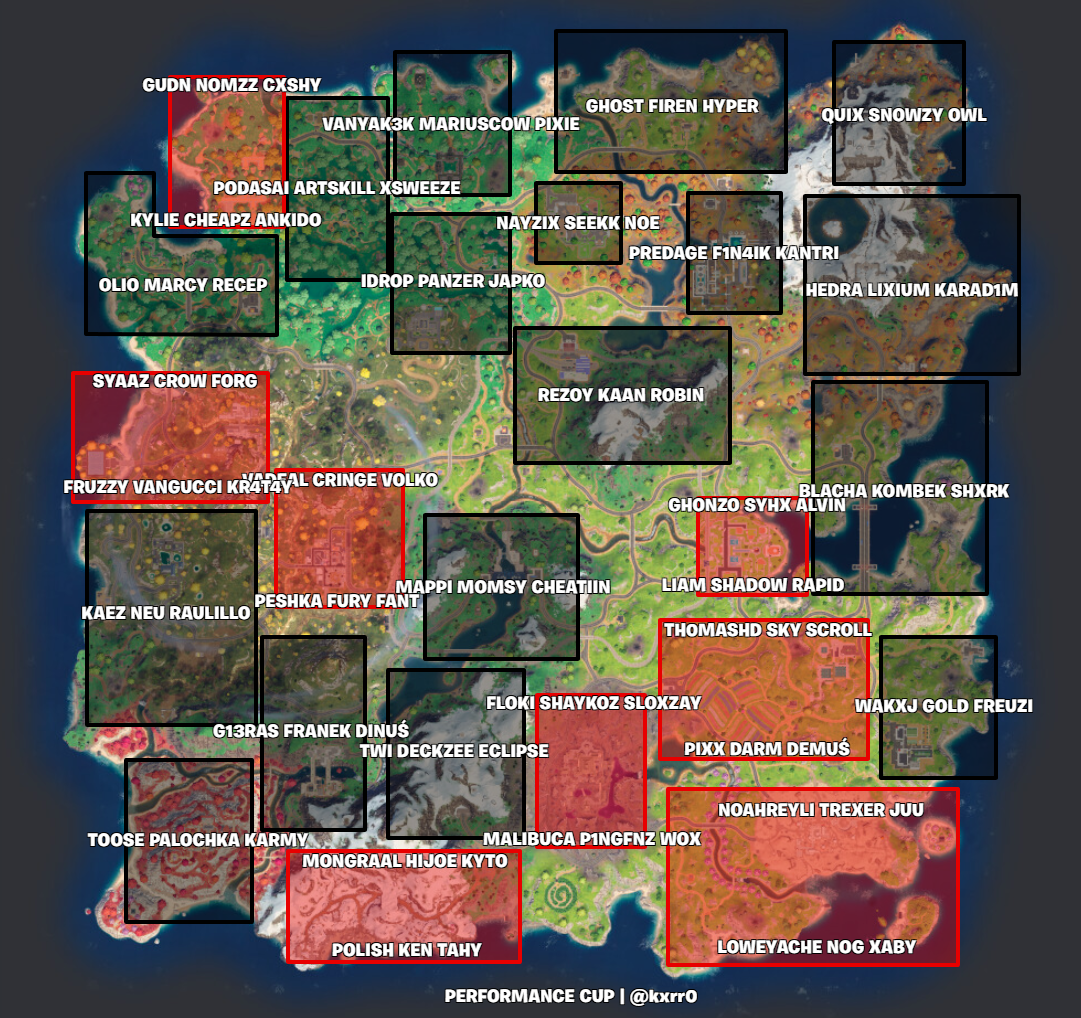 GUDN NOMZZ CXSHY
GHOST FIREN HYPER
QUIX SNOWZY OWL
VANYAK3K MARIUSCOW PIXIE
PODASAI ARTSKILL XSWEEZE
KYLIE CHEAPZ ANKIDO
NAYZIX SEEKK NOE
PREDAGE F1N4IK KANTRI
OLIO MARCY RECEP
IDROP PANZER JAPKO
HEDRA LIXIUM KARAD1M
SYAAZ CROW FORG
REZOY KAAN ROBIN
FRUZZY VANGUCCI KR4T4Y
CRINGE VOLKO
BLACHA KOMBEK SHXRK
GHONZO SYHX ALVIN
MAPPI MOMSY CHEATIIN
LIAM SHADOW RAPID
PESHKA FURY FANT
KAEZ NEU RAULILLO
THOMASHD SKY SCROLL
FLOKI SHAYKOZ SLOXZAY
WAKXJ GOLD FREUZI
G13RAS FRANEK DINUŚ
TWI DECKZEE ECLIPSE
PIXX DARM DEMUŚ
NOAHREYLI TREXER JUU
TOOSE PALOCHKA KARMY
MALIBUCA P1NGFNZ WOX
MONGRAAL HIJOE KYTO
POLISH KEN TAHY
LOWEYACHE NOG XABY
PERFORMANCE CUP | @kxrr0